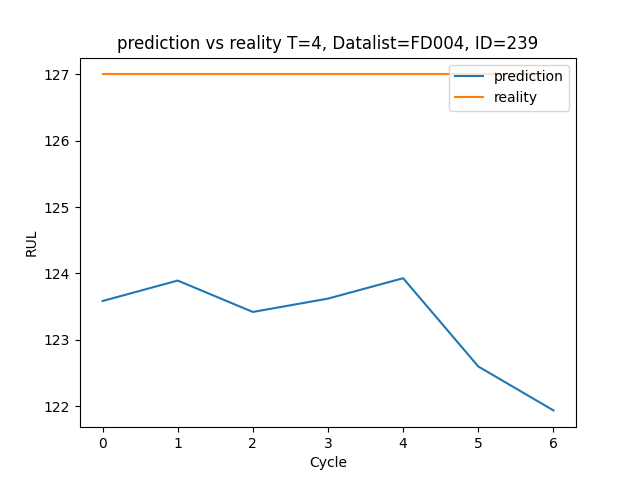 prediction vs reality T=4, Datalist=FD004, ID=239
127
126
125
124
123
122
RUL
prediction
reality
0 1 2 3 4 5 6
Cycle